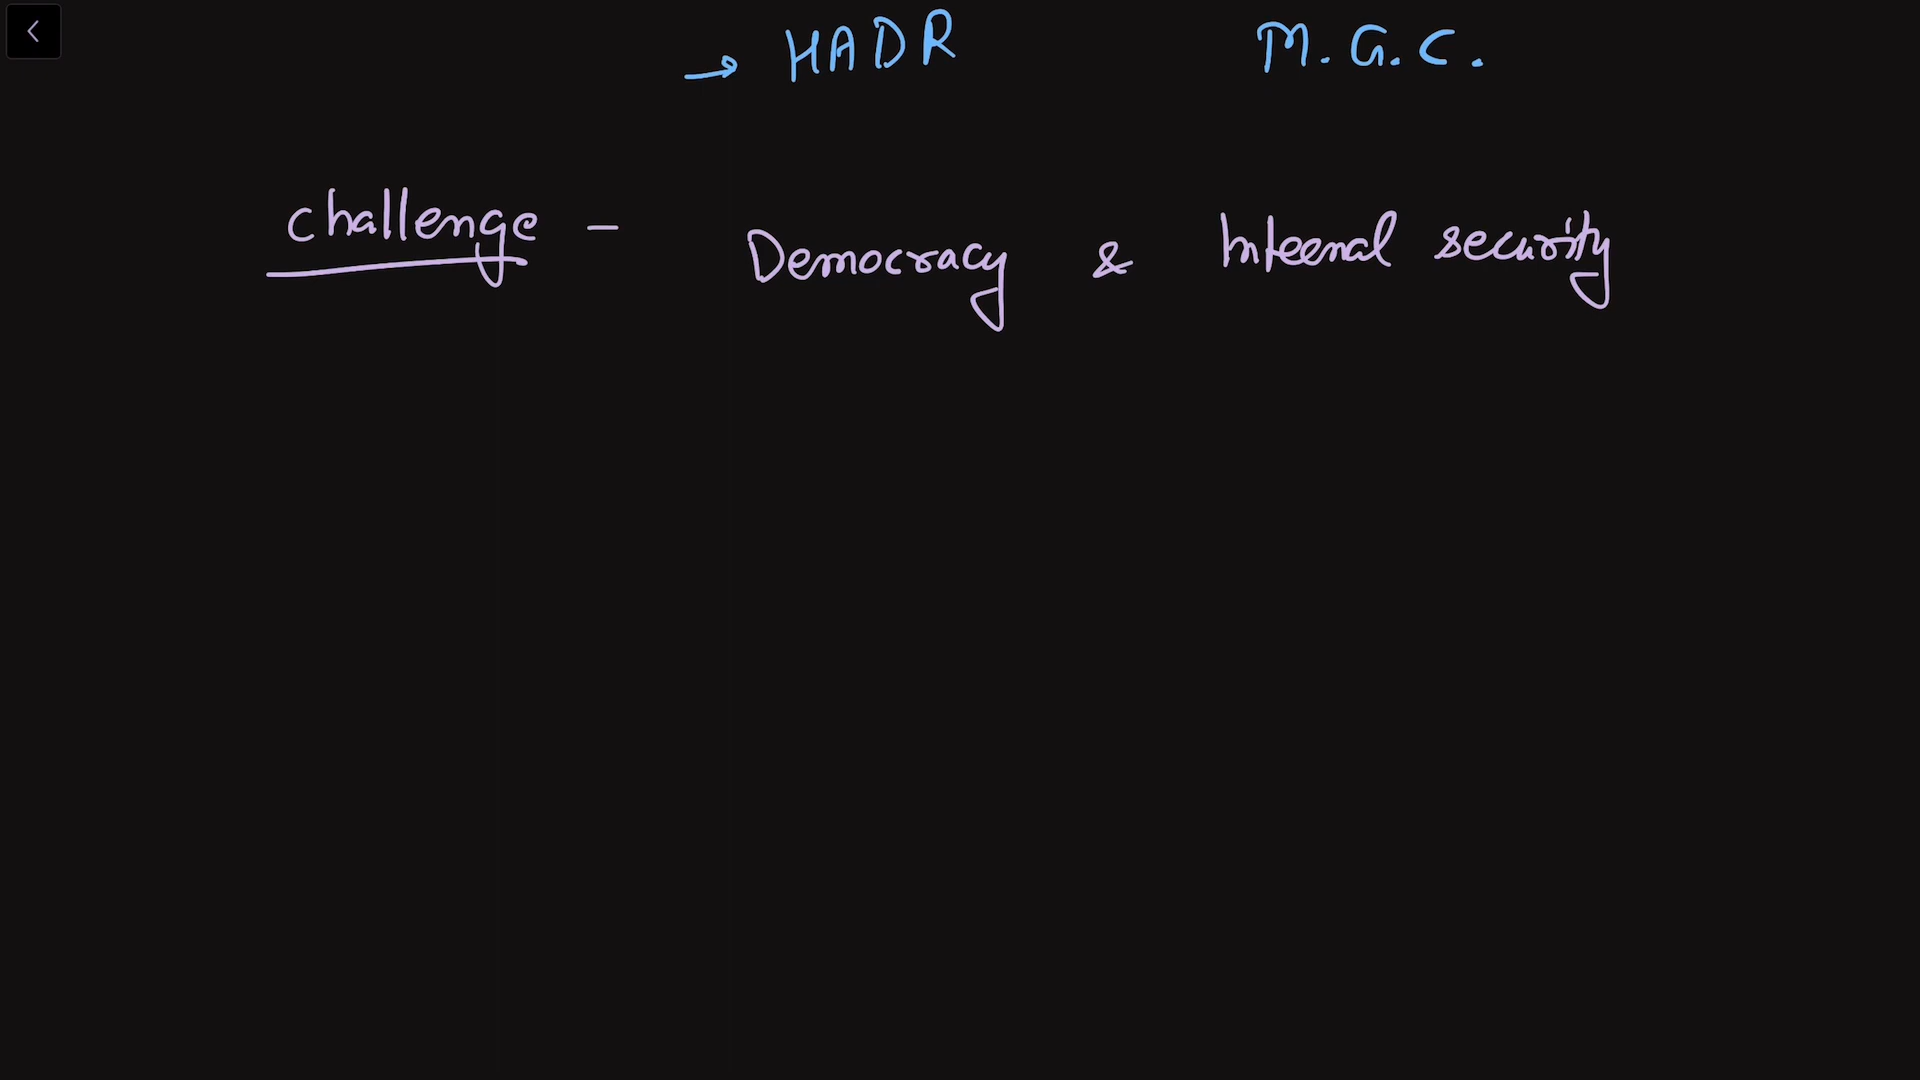 → HADR M.G.C.
challenge – Democracy & Internal security